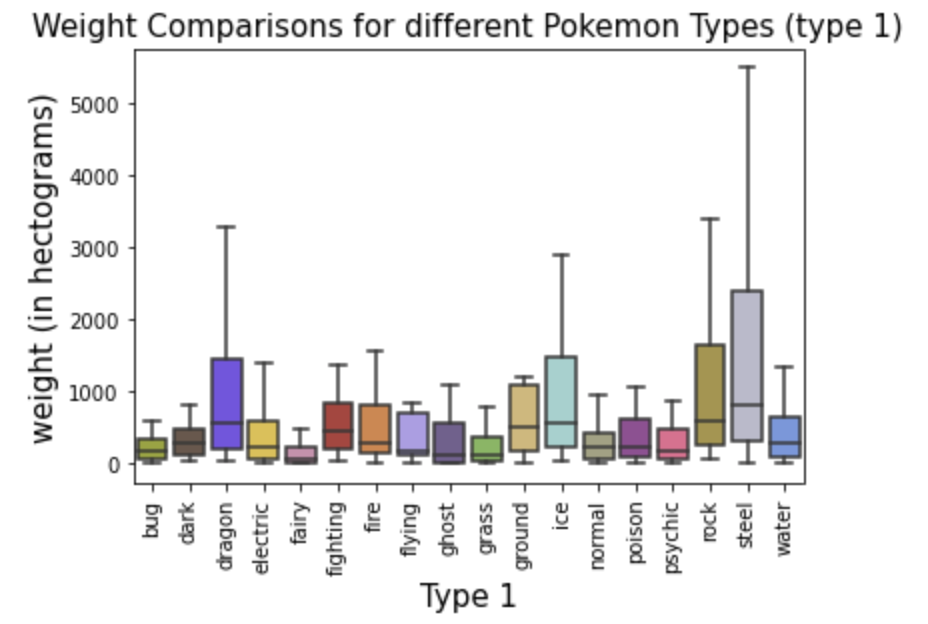 Weight Comparisons for different Pokemon Types (type 1)
weight (in hectograms)
5000
4000
3000
2000
1000
0
bug
dark
dragon
electric
fairy
fighting
fire
flying
ghost
grass
ground
ice
normal
poison
psychic
rock
steel
water
Type 1